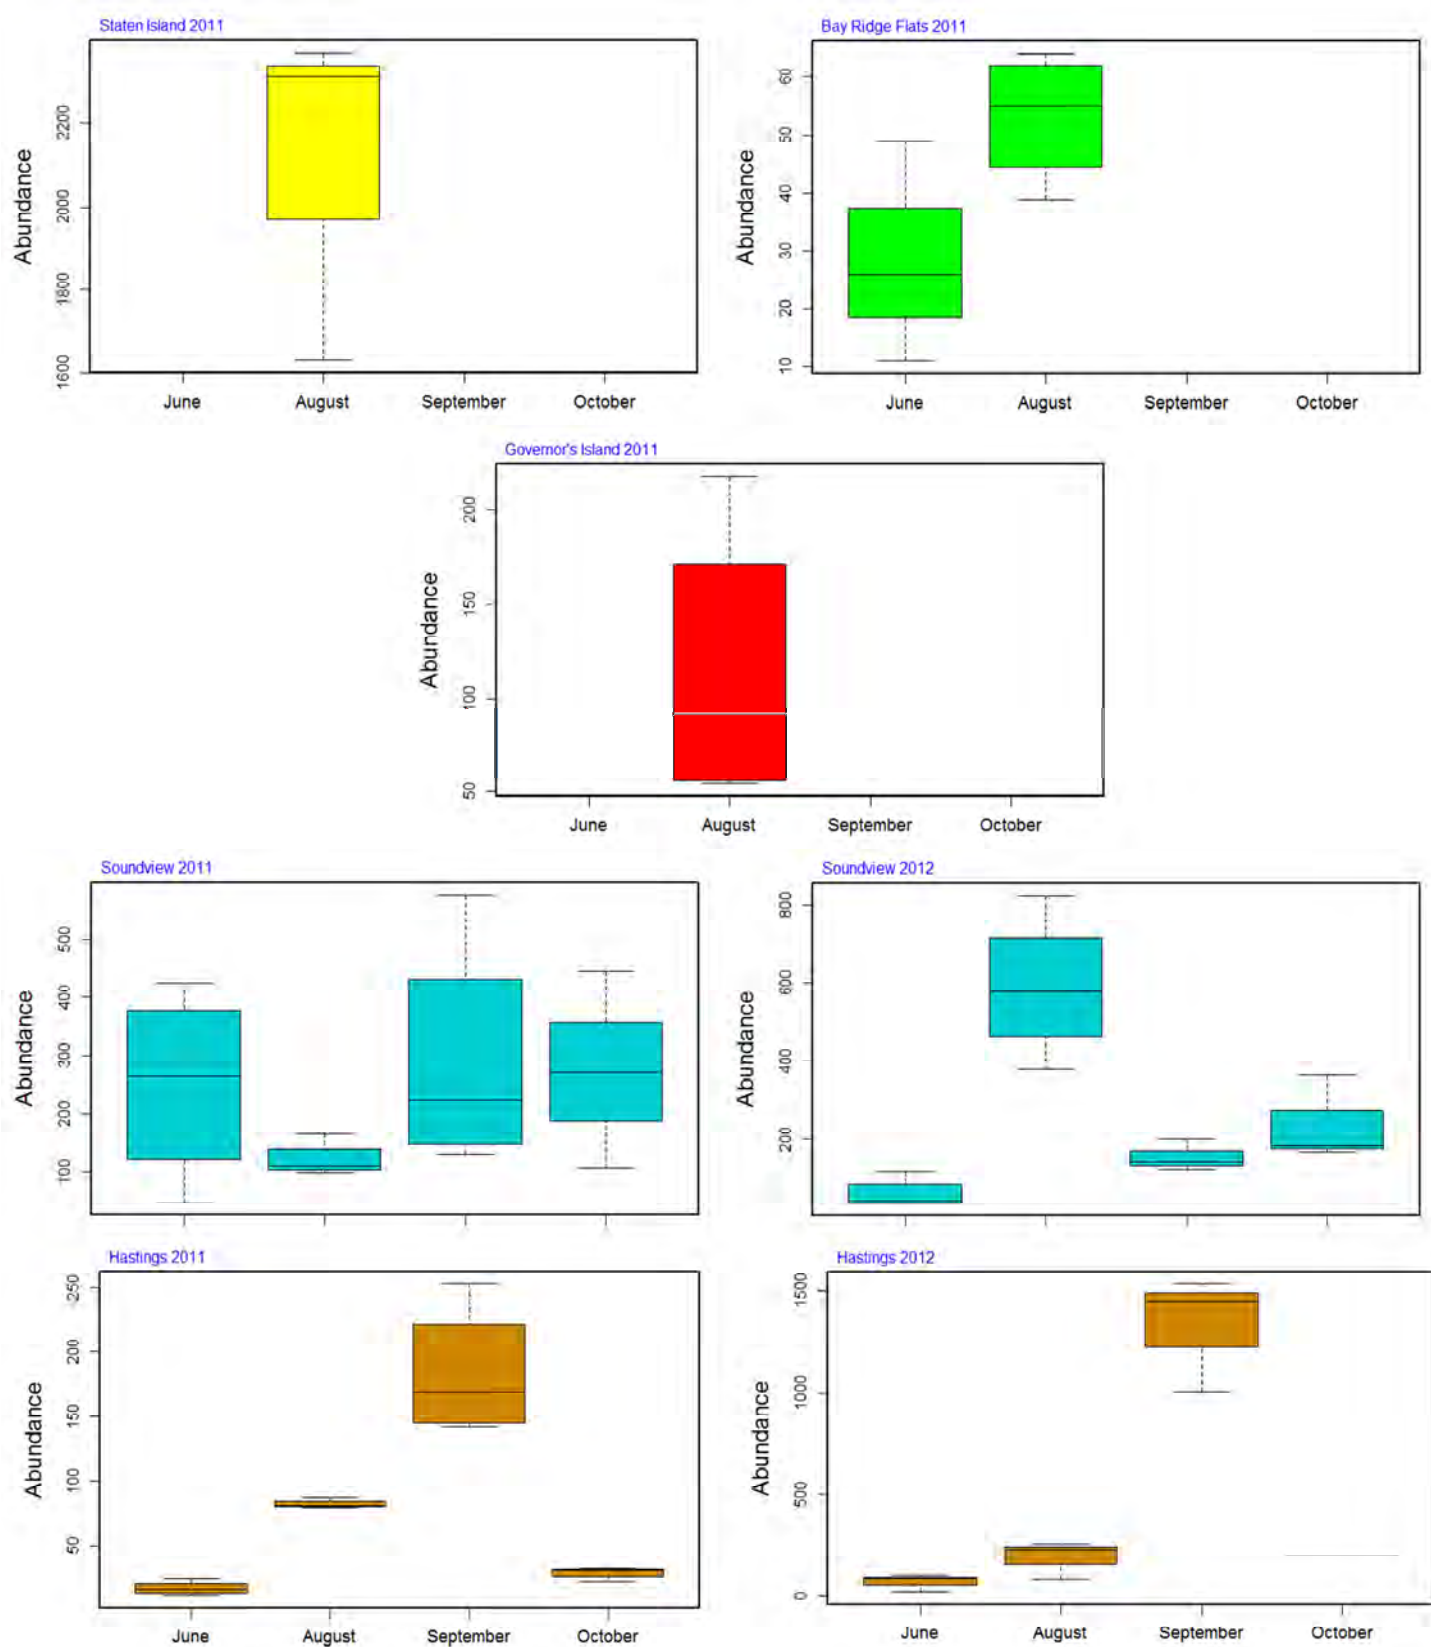 Staten Island 2011
Abundance
2200
2000
1800
1600
June August September October
Bay Ridge Flats 2011
Abundance
60
50
40
30
20
10
June August September October
Governor's Island 2011
Abundance
200
150
100
50
June August September October
Soundview 2011
Abundance
500
400
300
200
100
Soundview 2012
Abundance
800
600
400
200
Hastings 2011
Abundance
250
200
150
100
50
June August September October
Hastings 2012
Abundance
1500
1000
500
0
June August September October